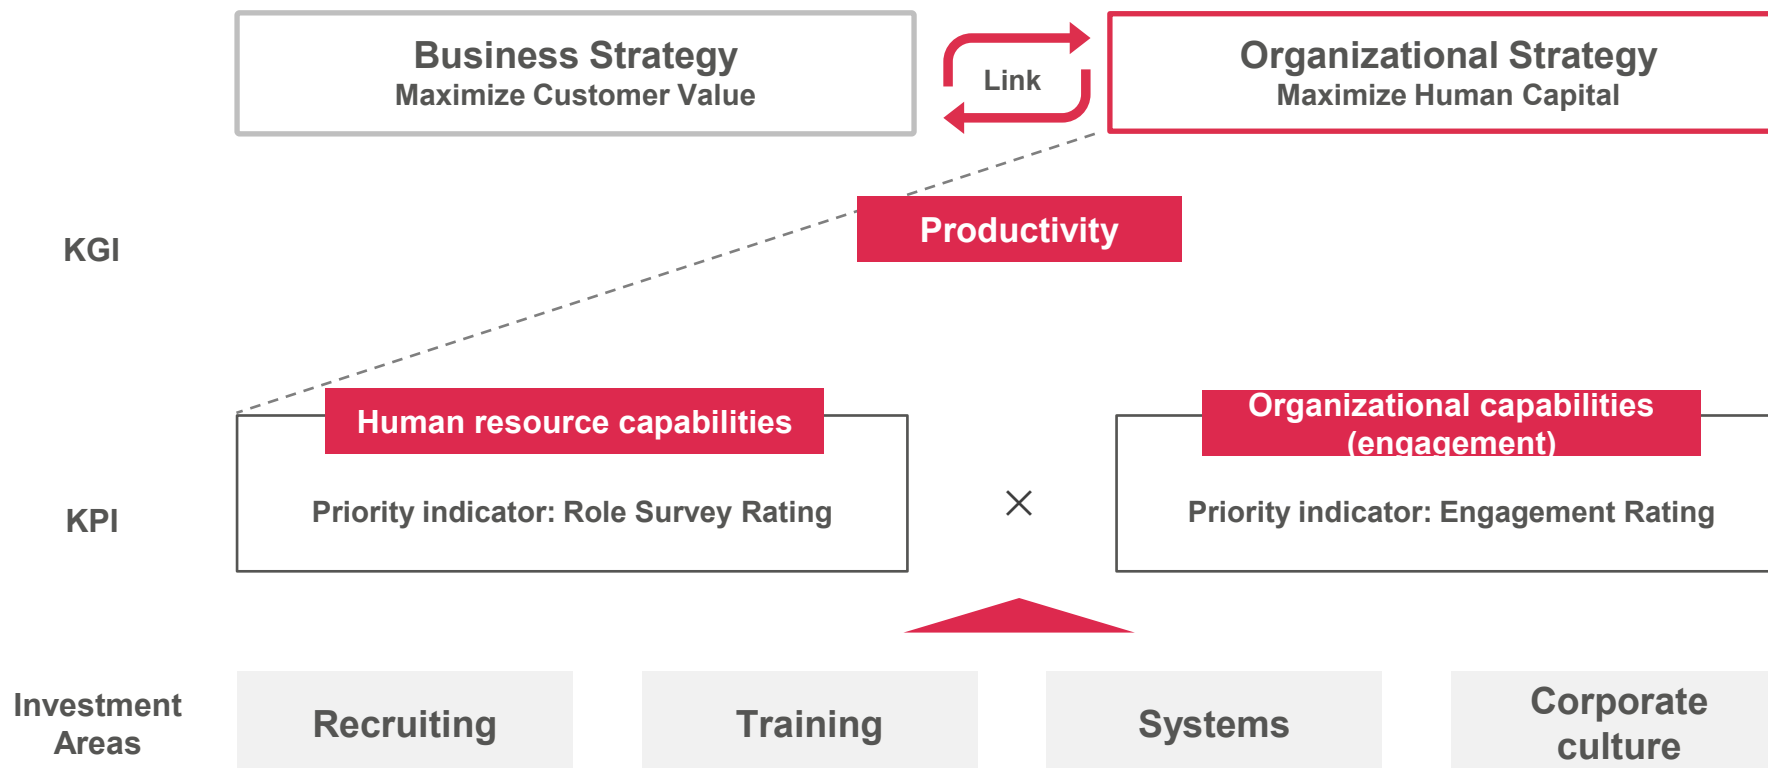 Business Strategy
Maximize Customer Value
Link
Organizational Strategy
Maximize Human Capital
KGI
Productivity
KPI
Human resource capabilities
Priority indicator: Role Survey Rating
×
Organizational capabilities
(engagement)
Priority indicator: Engagement Rating
Investment
Areas
Recruiting
Training
Systems
Corporate
culture